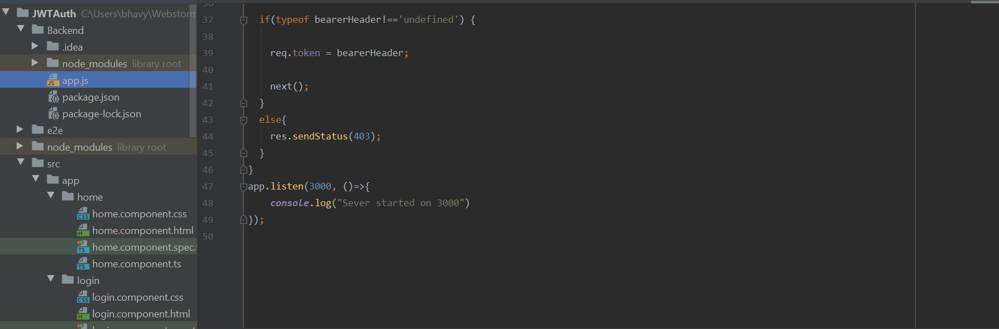 JWTAuth C:\Users\bhavy\Webstorm
Backend
.idea
node_modules library root
app.js
package.json
package-lock.json
e2e
node_modules library root
src
app
home
home.component.css
home.component.html
home.component.spec.
home.component.ts
login
login.component.css
login.component.html
36
37 if(typeof bearerHeader!=='undefined') {
38
39 req.token = bearerHeader;
40
41 next();
42 }
43 else{
44 res.sendStatus(403);
45 }
46 }
47 app.listen(3000, ()=>{
48 console.log("Sever started on 3000")
49 });
50